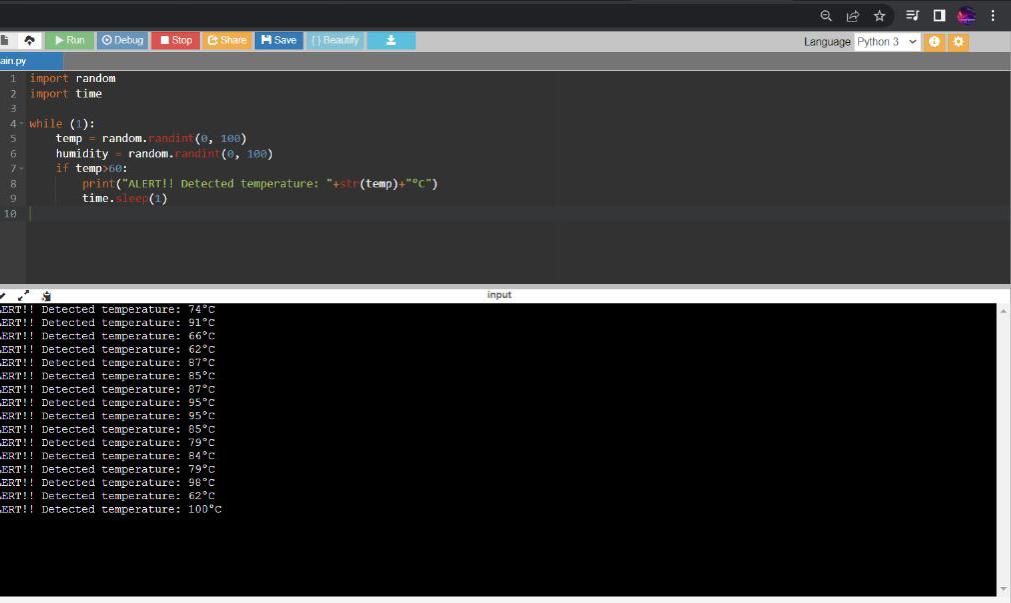 Run Debug Stop Share Save {} Beautify Language Python 3
ain.py
1 import random
2 import time
3
4 while (1):
5 temp = random.randint(0, 100)
6 humidity = random.randint(0, 100)
7 if temp>60:
8 print("ALERT!! Detected temperature: "+str(temp)+"°C")
9 time.sleep(1)
10
input
ERT!! Detected temperature: 74°C
ERT!! Detected temperature: 91°C
ERT!! Detected temperature: 66°C
ERT!! Detected temperature: 62°C
ERT!! Detected temperature: 87°C
ERT!! Detected temperature: 85°C
ERT!! Detected temperature: 87°C
ERT!! Detected temperature: 95°C
ERT!! Detected temperature: 95°C
ERT!! Detected temperature: 85°C
ERT!! Detected temperature: 79°C
ERT!! Detected temperature: 84°C
ERT!! Detected temperature: 79°C
ERT!! Detected temperature: 98°C
ERT!! Detected temperature: 62°C
ERT!! Detected temperature: 100°C